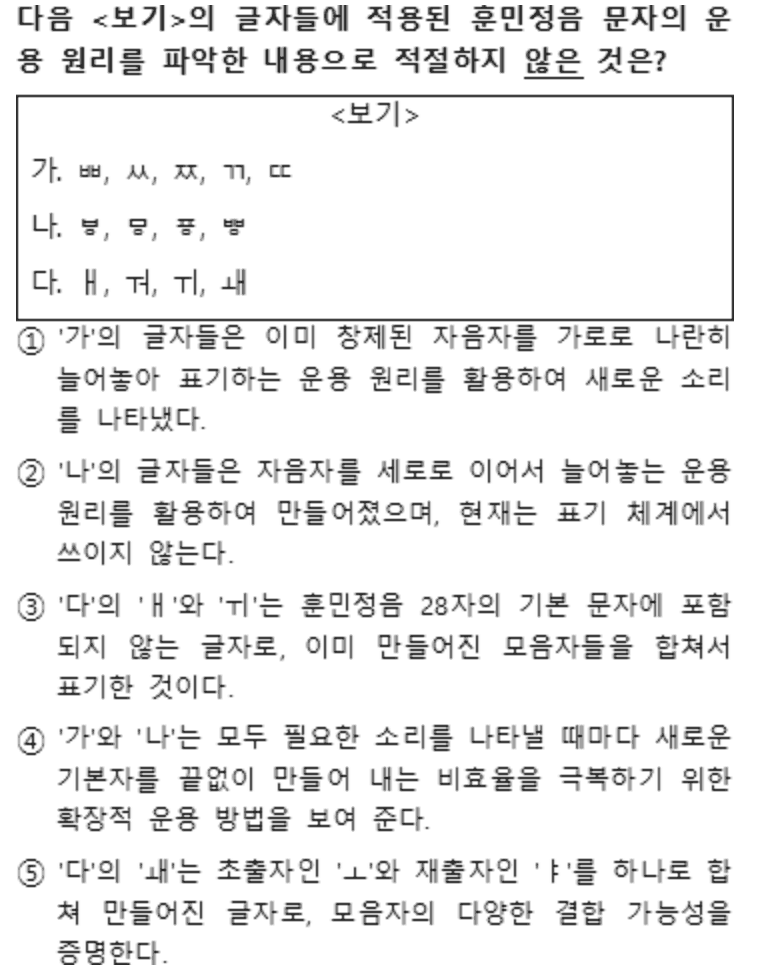 다음 <보기>의 글자들에 적용된 훈민정음 문자의 운
용 원리를 파악한 내용으로 적절하지 않은 것은?
<보기>
가. ㅃ, ㅆ, ㅉ, ㄲ, ㄸ
나. ㅸ, ㅱ, ㆄ, ㅹ
다. ㅐ, ㅝ, ㅟ, ㅙ
① '가'의 글자들은 이미 창제된 자음자를 가로로 나란히
늘어놓아 표기하는 운용 원리를 활용하여 새로운 소리
를 나타냈다.
② '나'의 글자들은 자음자를 세로로 이어서 늘어놓는 운용
원리를 활용하여 만들어졌으며, 현재는 표기 체계에서
쓰이지 않는다.
③ '다'의 'ㅐ'와 'ㅟ'는 훈민정음 28자의 기본 문자에 포함
되지 않는 글자로, 이미 만들어진 모음자들을 합쳐서
표기한 것이다.
④ '가'와 '나'는 모두 필요한 소리를 나타낼 때마다 새로운
기본자를 끝없이 만들어 내는 비효율을 극복하기 위한
확장적 운용 방법을 보여 준다.
⑤ '다'의 'ㅙ'는 초출자인 'ㅗ'와 재출자인 'ㅑ'를 하나로 합
쳐 만들어진 글자로, 모음자의 다양한 결합 가능성을
증명한다.